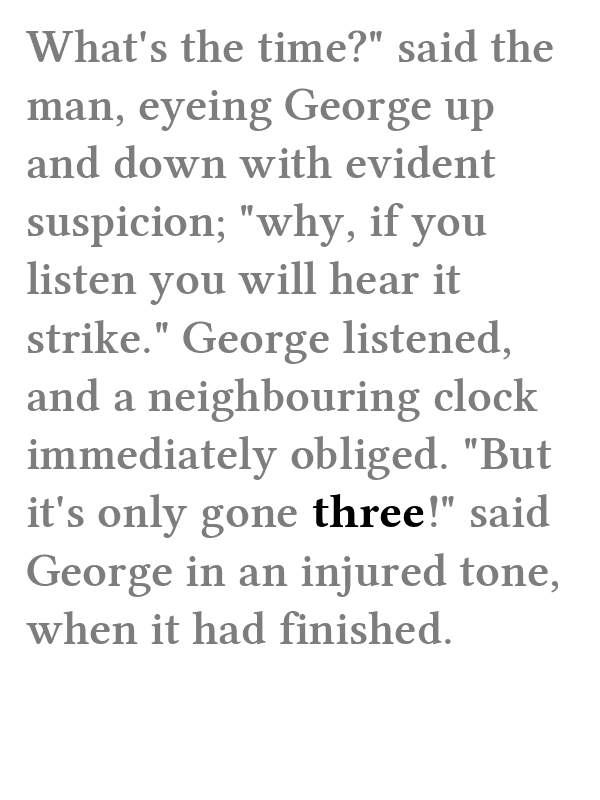 What's the time?" said the
man, eyeing George up
and down with evident
suspicion; "why, if you
listen you will hear it
strike." George listened,
and a neighbouring clock
immediately obliged. "But
it's only gone three!" said
George in an injured tone,
when it had finished.